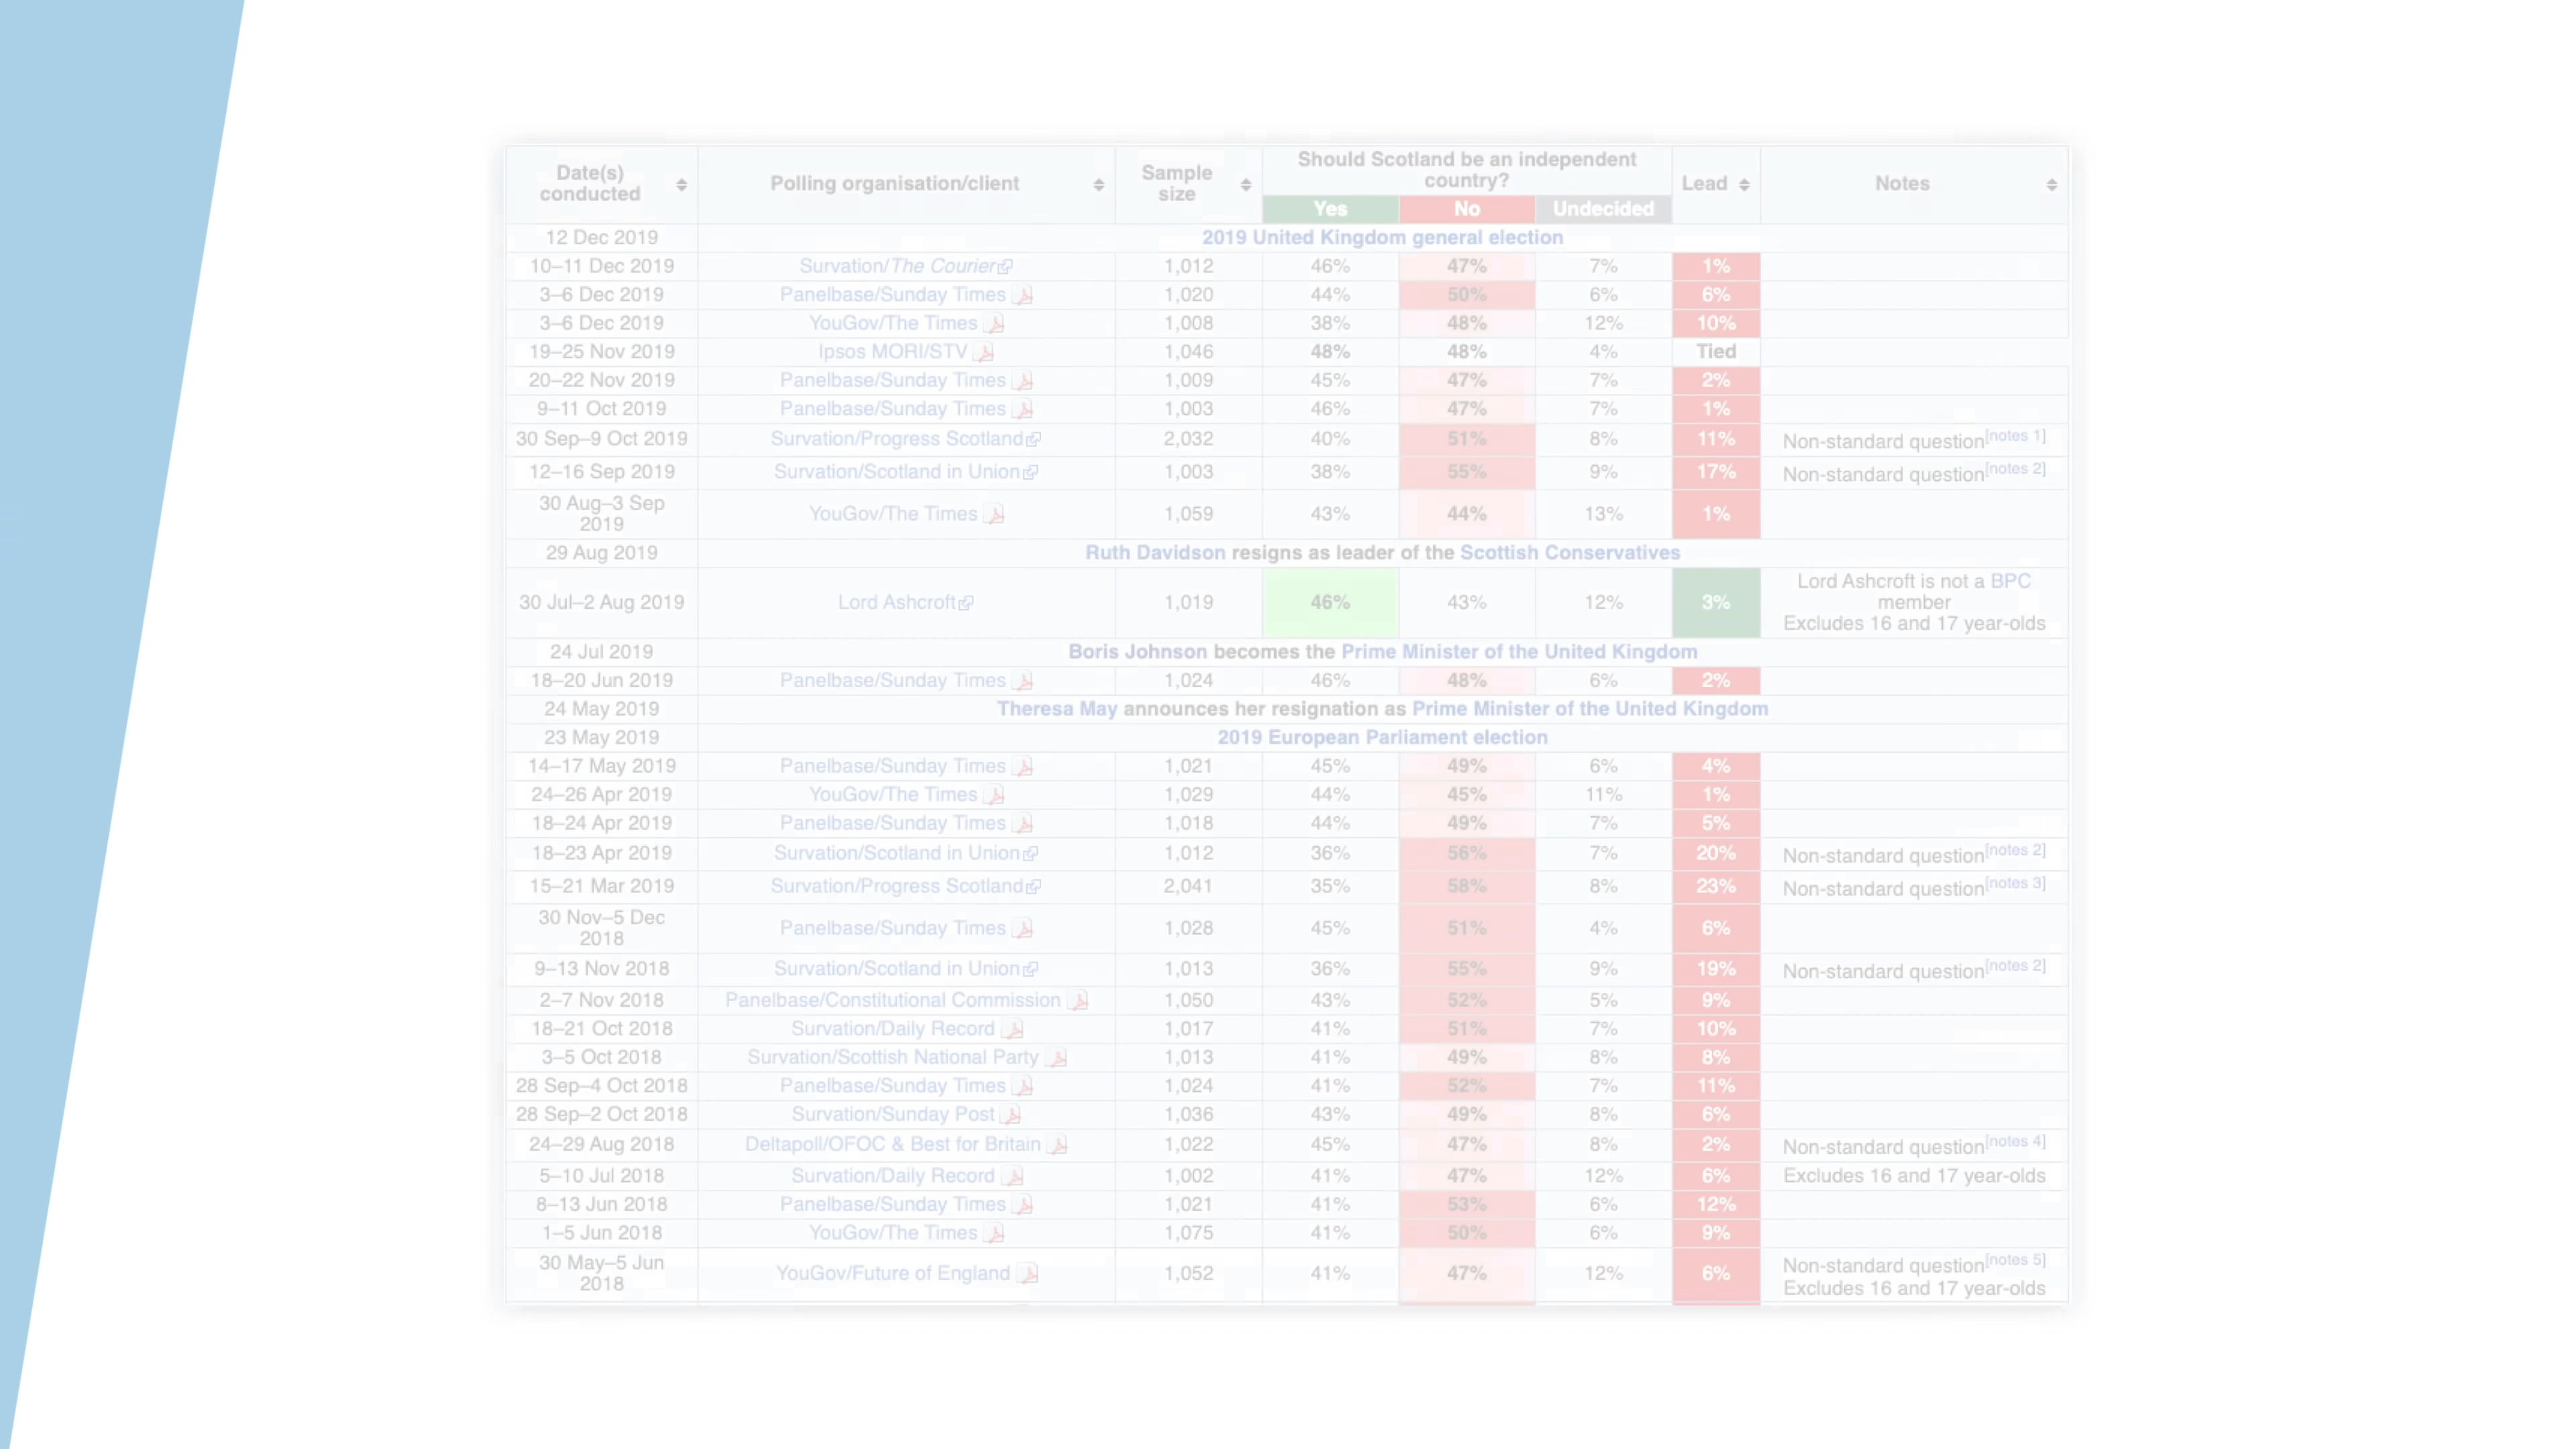 Date(s) conducted Polling organisation/client Sample size Should Scotland be an independent country? Lead Notes
Yes No Undecided
12 Dec 2019 2019 United Kingdom general election
10–11 Dec 2019 Survation/The Courier 1,012 46% 47% 7% 1%
3–6 Dec 2019 Panelbase/Sunday Times 1,020 44% 50% 6% 6%
3–6 Dec 2019 YouGov/The Times 1,008 38% 48% 12% 10%
19–25 Nov 2019 Ipsos MORI/STV 1,046 48% 48% 4% Tied
20–22 Nov 2019 Panelbase/Sunday Times 1,009 45% 47% 7% 2%
9–11 Oct 2019 Panelbase/Sunday Times 1,003 46% 47% 7% 1%
30 Sep–9 Oct 2019 Survation/Progress Scotland 2,032 40% 51% 8% 11% Non-standard question[notes 1]
12–16 Sep 2019 Survation/Scotland in Union 1,003 38% 55% 9% 17% Non-standard question[notes 2]
30 Aug–3 Sep 2019 YouGov/The Times 1,059 43% 44% 13% 1%
29 Aug 2019 Ruth Davidson resigns as leader of the Scottish Conservatives
30 Jul–2 Aug 2019 Lord Ashcroft 1,019 46% 43% 12% 3% Lord Ashcroft is not a BPC member Excludes 16 and 17 year-olds
24 Jul 2019 Boris Johnson becomes the Prime Minister of the United Kingdom
18–20 Jun 2019 Panelbase/Sunday Times 1,024 46% 48% 6% 2%
24 May 2019 Theresa May announces her resignation as Prime Minister of the United Kingdom
23 May 2019 2019 European Parliament election
14–17 May 2019 Panelbase/Sunday Times 1,021 45% 49% 6% 4%
24–26 Apr 2019 YouGov/The Times 1,029 44% 45% 11% 1%
18–24 Apr 2019 Panelbase/Sunday Times 1,018 44% 49% 7% 5%
18–23 Apr 2019 Survation/Scotland in Union 1,012 36% 56% 7% 20% Non-standard question[notes 2]
15–21 Mar 2019 Survation/Progress Scotland 2,041 35% 58% 8% 23% Non-standard question[notes 3]
30 Nov–5 Dec 2018 Panelbase/Sunday Times 1,028 45% 51% 4% 6%
9–13 Nov 2018 Survation/Scotland in Union 1,013 36% 55% 9% 19% Non-standard question[notes 2]
2–7 Nov 2018 Panelbase/Constitutional Commission 1,050 43% 52% 5% 9%
18–21 Oct 2018 Survation/Daily Record 1,017 41% 51% 7% 10%
3–5 Oct 2018 Survation/Scottish National Party 1,013 41% 49% 8% 8%
28 Sep–4 Oct 2018 Panelbase/Sunday Times 1,024 41% 52% 7% 11%
28 Sep–2 Oct 2018 Survation/Sunday Post 1,036 43% 49% 8% 6%
24–29 Aug 2018 Deltapoll/OFOC & Best for Britain 1,022 45% 47% 8% 2% Non-standard question[notes 4]
5–10 Jul 2018 Survation/Daily Record 1,002 41% 47% 12% 6% Excludes 16 and 17 year-olds
8–13 Jun 2018 Panelbase/Sunday Times 1,021 41% 53% 6% 12%
1–5 Jun 2018 YouGov/The Times 1,075 41% 50% 6% 9%
30 May–5 Jun 2018 YouGov/Future of England 1,052 41% 47% 12% 6% Non-standard question[notes 5] Excludes 16 and 17 year-olds